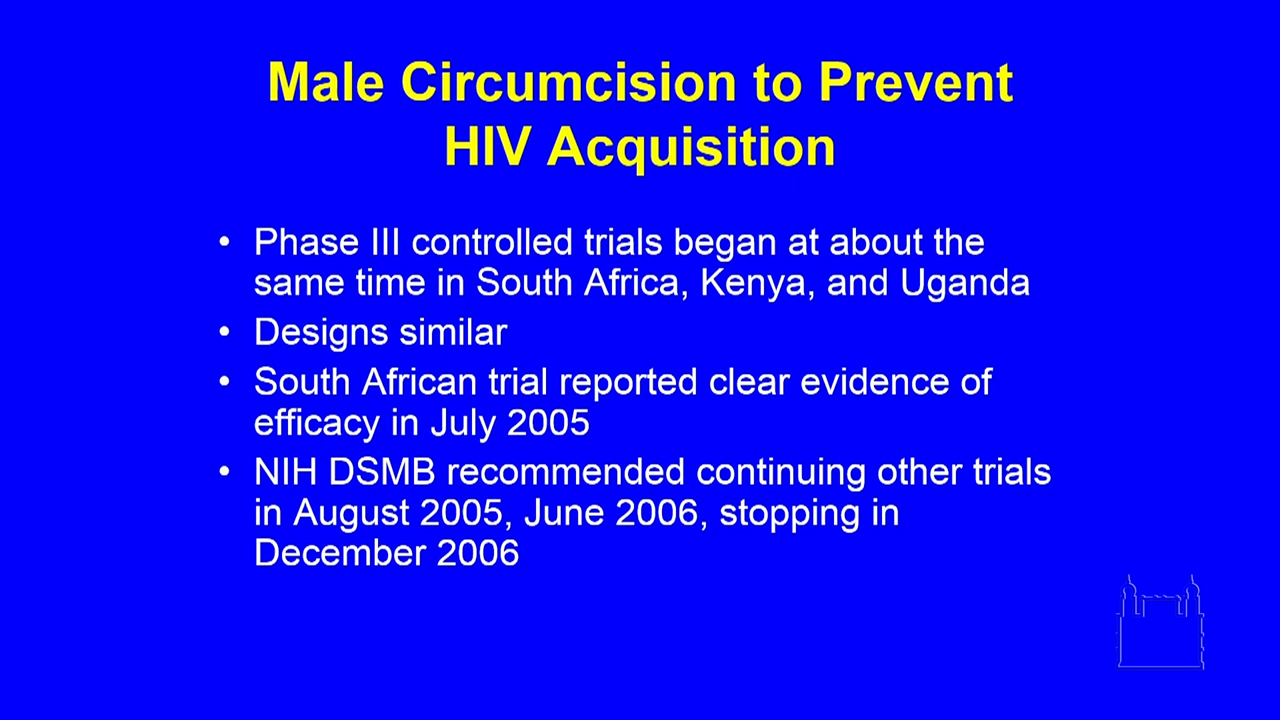 Male Circumcision to Prevent
HIV Acquisition
• Phase III controlled trials began at about the
same time in South Africa, Kenya, and Uganda
• Designs similar
• South African trial reported clear evidence of
efficacy in July 2005
• NIH DSMB recommended continuing other trials
in August 2005, June 2006, stopping in
December 2006